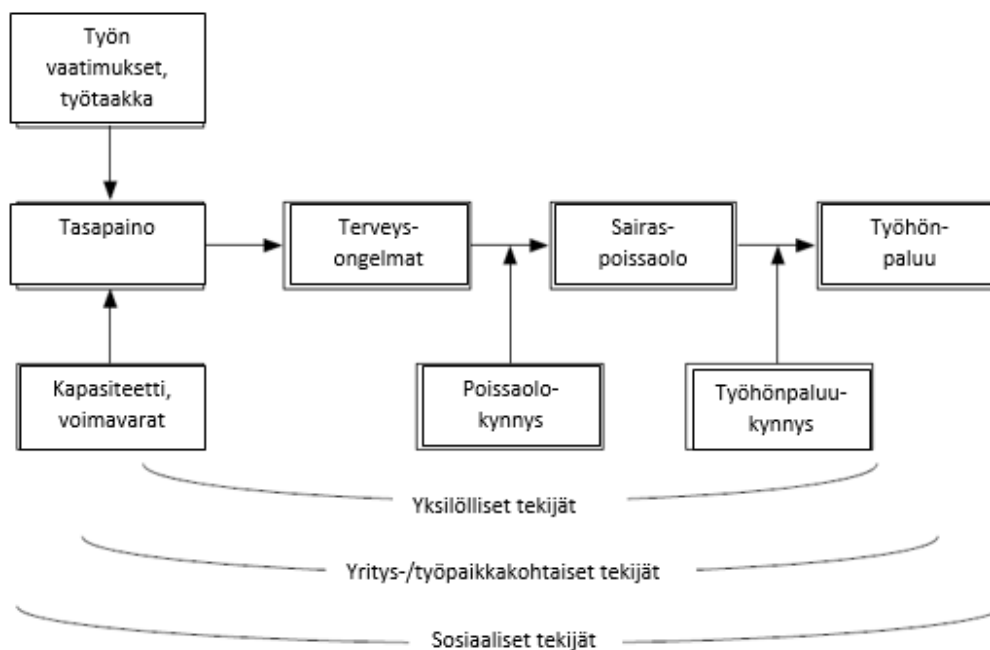 Työn
vaatimukset,
työtaakka
Tasapaino
Terveys-
ongelmat
Sairas-
poissaolo
Työhön-
paluu
Kapasiteetti,
voimavarat
Poissaolo-
kynnys
Työhönpaluu-
kynnys
Yksilölliset tekijät
Yritys-/työpaikkakohtaiset tekijät
Sosiaaliset tekijät